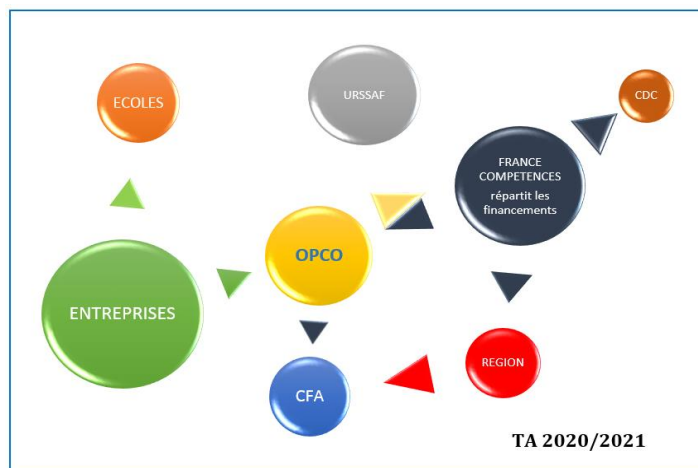 ECOLES
URSSAF
CDC
FRANCE
COMPETENCES
répartit les
financements
OPCO
ENTREPRISES
REGION
CFA
TA 2020/2021